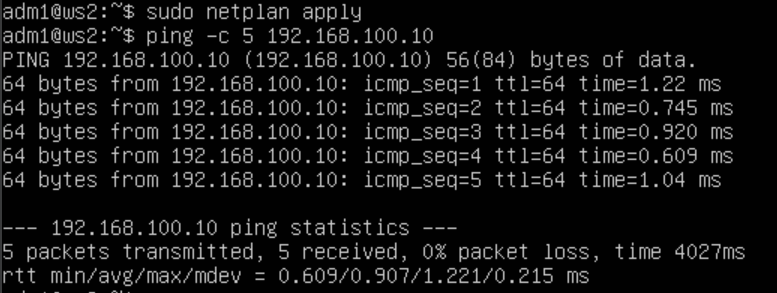 adm1@ws2:~$ sudo netplan apply
adm1@ws2:~$ ping -c 5 192.168.100.10
PING 192.168.100.10 (192.168.100.10) 56(84) bytes of data.
64 bytes from 192.168.100.10: icmp_seq=1 ttl=64 time=1.22 ms
64 bytes from 192.168.100.10: icmp_seq=2 ttl=64 time=0.745 ms
64 bytes from 192.168.100.10: icmp_seq=3 ttl=64 time=0.920 ms
64 bytes from 192.168.100.10: icmp_seq=4 ttl=64 time=0.609 ms
64 bytes from 192.168.100.10: icmp_seq=5 ttl=64 time=1.04 ms
--- 192.168.100.10 ping statistics ---
5 packets transmitted, 5 received, 0% packet loss, time 4027ms
rtt min/avg/max/mdev = 0.609/0.907/1.221/0.215 ms